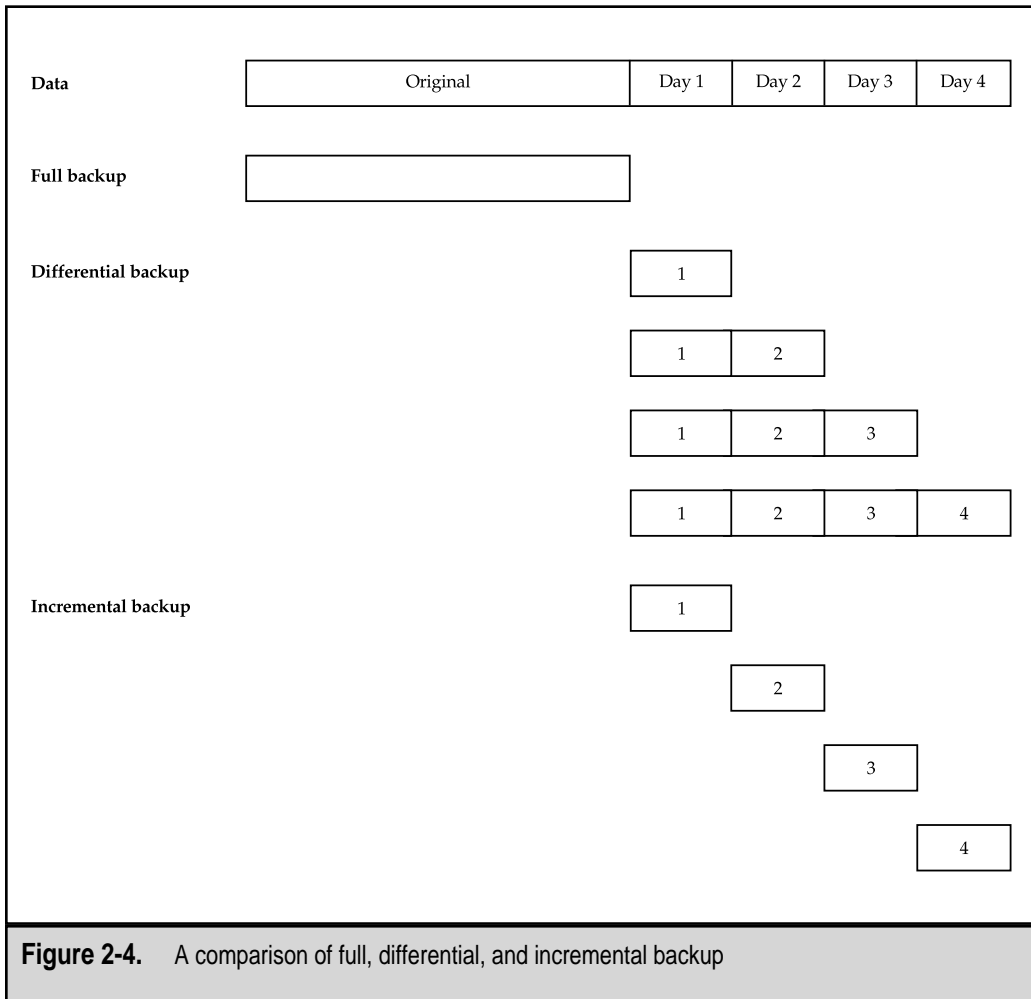 Data Original Day 1 Day 2 Day 3 Day 4
Full backup
Differential backup 1
1 2
1 2 3
1 2 3 4
Incremental backup 1
2
3
4
Figure 2-4. A comparison of full, differential, and incremental backup